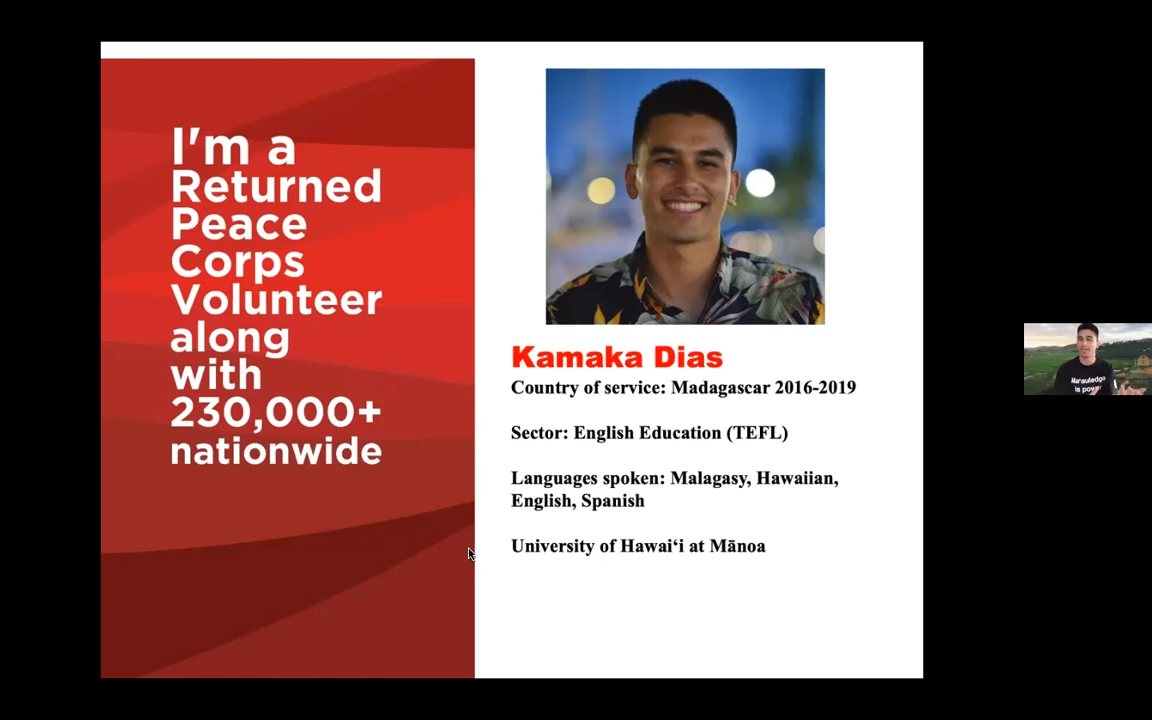 I'm a
Returned
Peace
Corps
Volunteer
along
with
230,000+
nationwide
Kamaka Dias
Country of service: Madagascar 2016-2019
Sector: English Education (TEFL)
Languages spoken: Malagasy, Hawaiian,
English, Spanish
University of Hawaiʻi at Mānoa
is